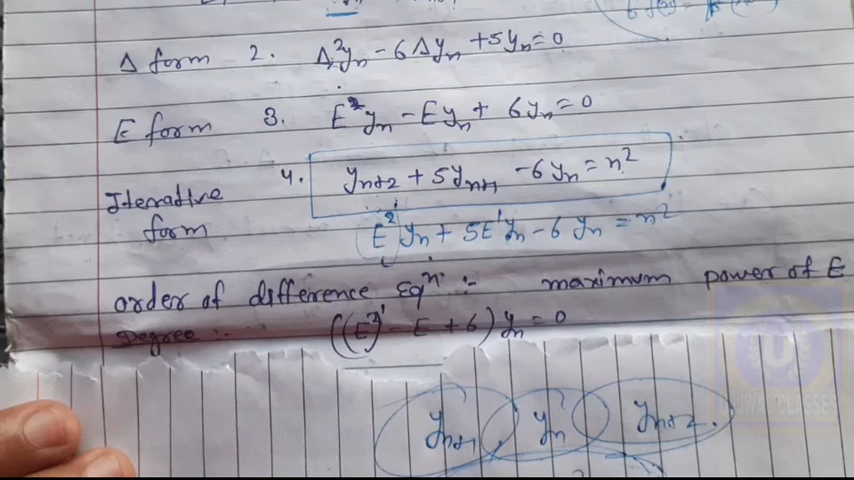 Δ form 2. Δ²yₙ - 6Δyₙ + 5yₙ = 0
E form 3. E²yₙ - Eyₙ + 6yₙ = 0
Iterative form 4. yₙ₊₂ + 5yₙ₊₁ - 6yₙ = n²
E²yₙ + 5E¹yₙ - 6yₙ = n²
order of difference Eqⁿ :- maximum power of E
Degree :- ((E²)¹ - E + 6)yₙ = 0
yₙ₊₁ yₙ yₙ₊₂.